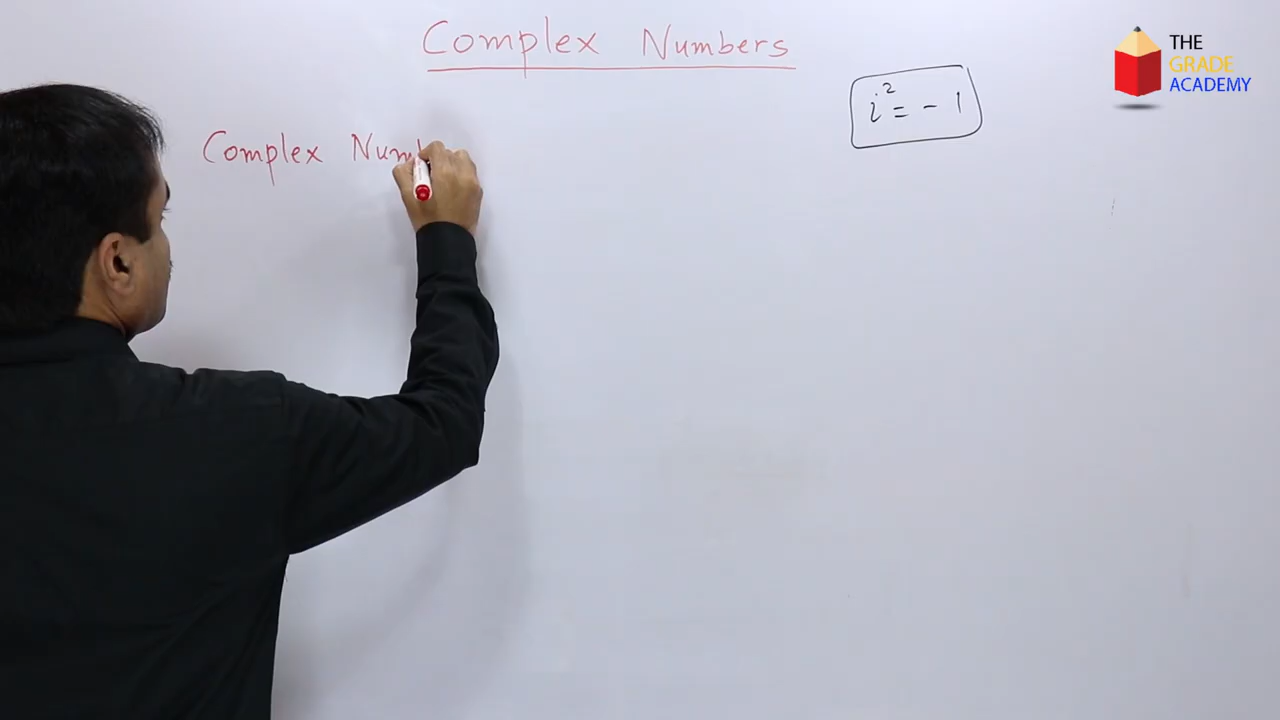 Complex Numbers
i² = - 1
THE
GRADE
ACADEMY
Complex